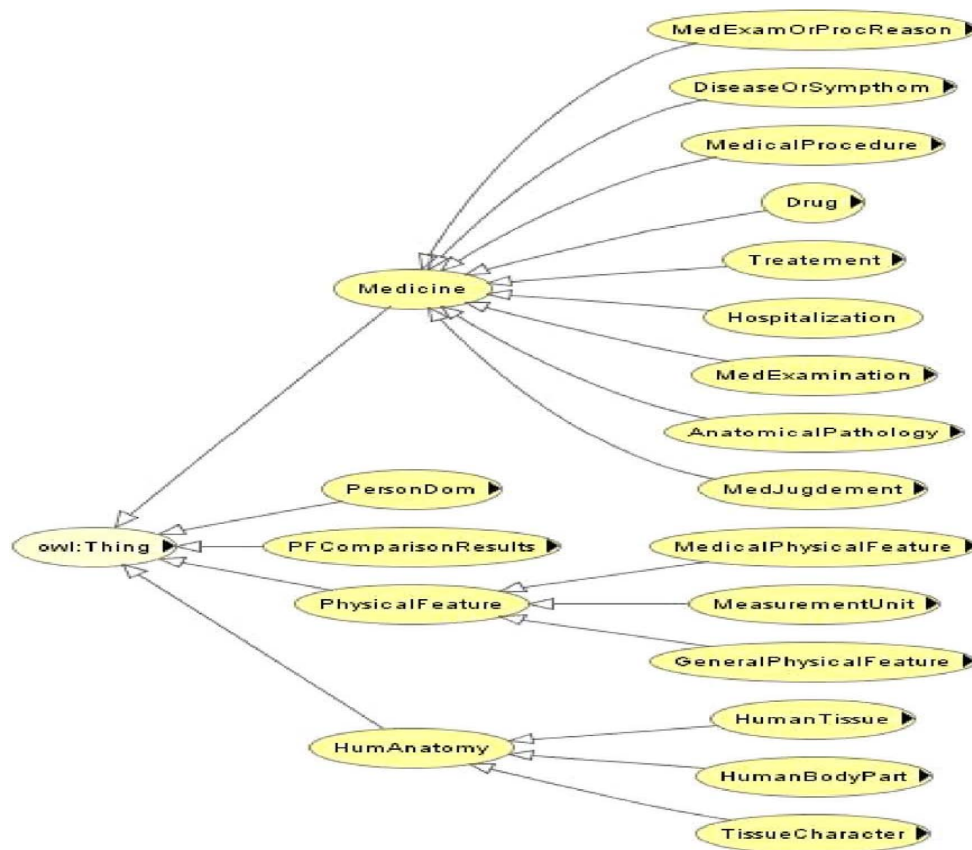 MedExamOrProcReason
DiseaseOrSympthom
MedicalProcedure
Drug
Treatement
Medicine
Hospitalization
MedExamination
AnatomicalPathology
PersonDom
MedJugdement
owl:Thing
PFComparisonResults
MedicalPhysicalFeature
PhysicalFeature
MeasurementUnit
GeneralPhysicalFeature
HumanTissue
HumAnatomy
HumanBodyPart
TissueCharacter